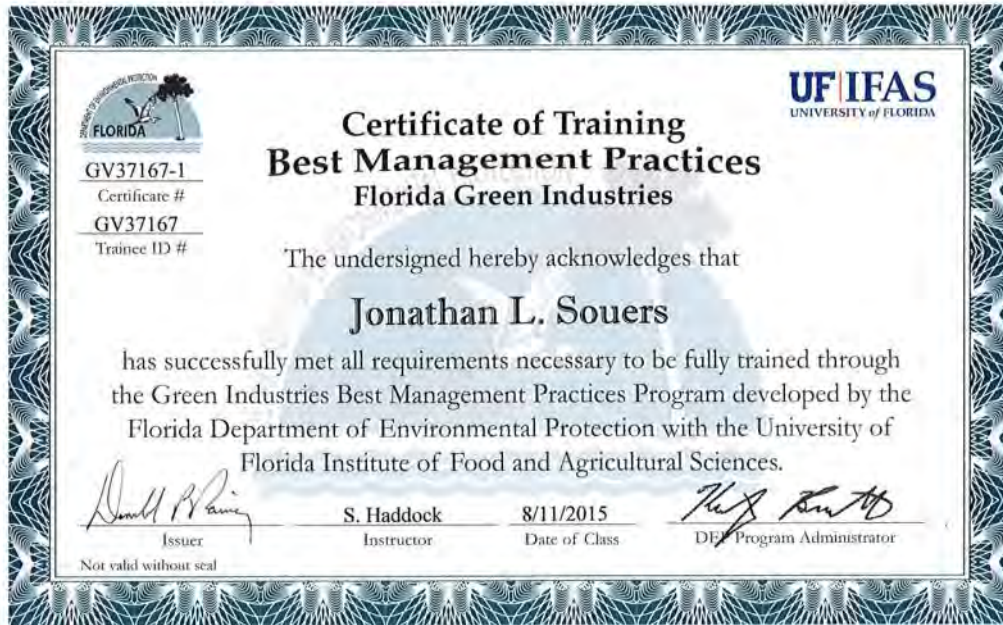 DEPARTMENT OF ENVIRONMENTAL PROTECTION
FLORIDA
UF|IFAS
UNIVERSITY of FLORIDA
GV37167-1
Certificate #
GV37167
Trainee ID #
Certificate of Training
Best Management Practices
Florida Green Industries
The undersigned hereby acknowledges that
Jonathan L. Souers
has successfully met all requirements necessary to be fully trained through
the Green Industries Best Management Practices Program developed by the
Florida Department of Environmental Protection with the University of
Florida Institute of Food and Agricultural Sciences.
S. Haddock
8/11/2015
Issuer
Instructor
Date of Class
DEP Program Administrator
Not valid without seal